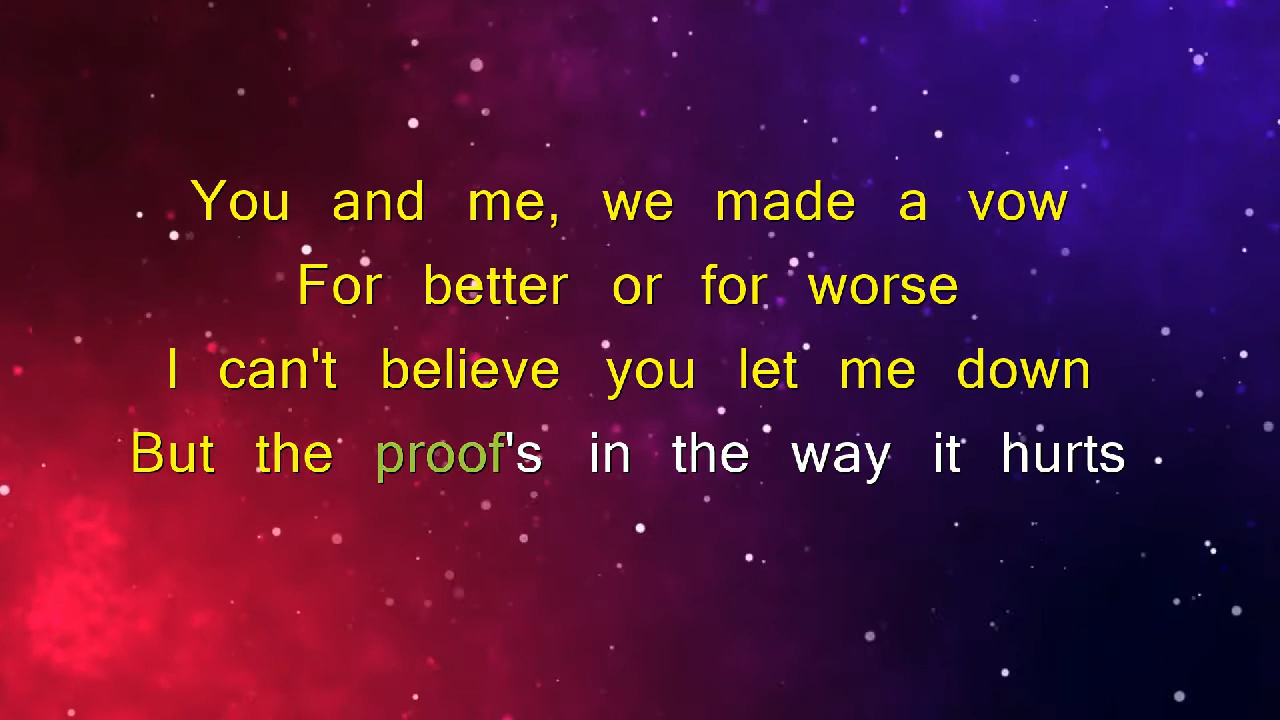 You and me, we made a vow
For better or for worse
I can't believe you let me down
But the proof's in the way it hurts